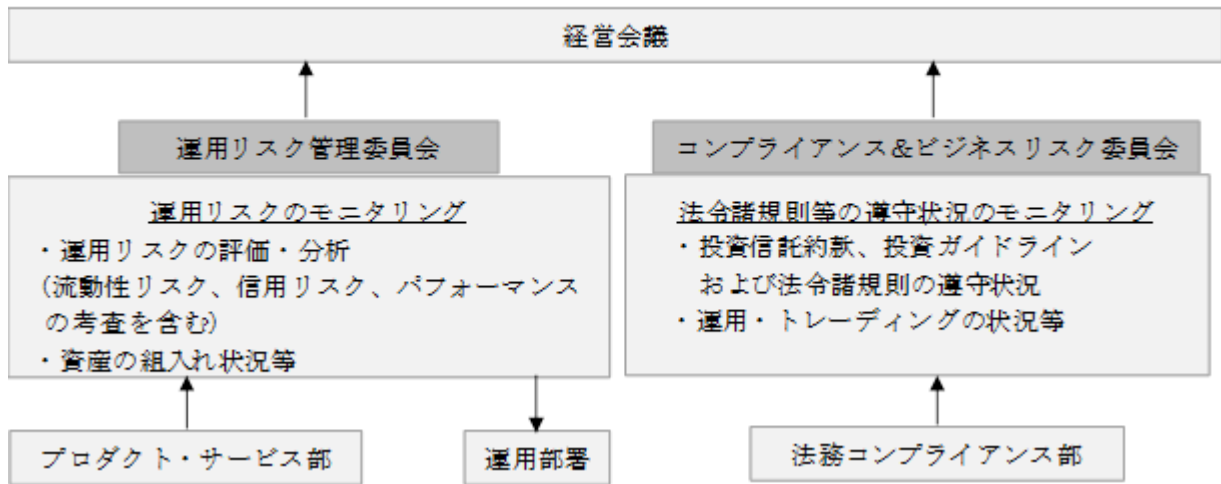 経営会議
運用リスク管理委員会
コンプライアンス&ビジネスリスク委員会
運用リスクのモニタリング
・運用リスクの評価・分析
(流動性リスク、信用リスク、パフォーマンス
の考査を含む)
・資産の組入れ状況等
法令諸規則等の遵守状況のモニタリング
・投資信託約款、投資ガイドライン
および法令諸規則の遵守状況
・運用・トレーディングの状況等
プロダクト・サービス部
運用部署
法務コンプライアンス部